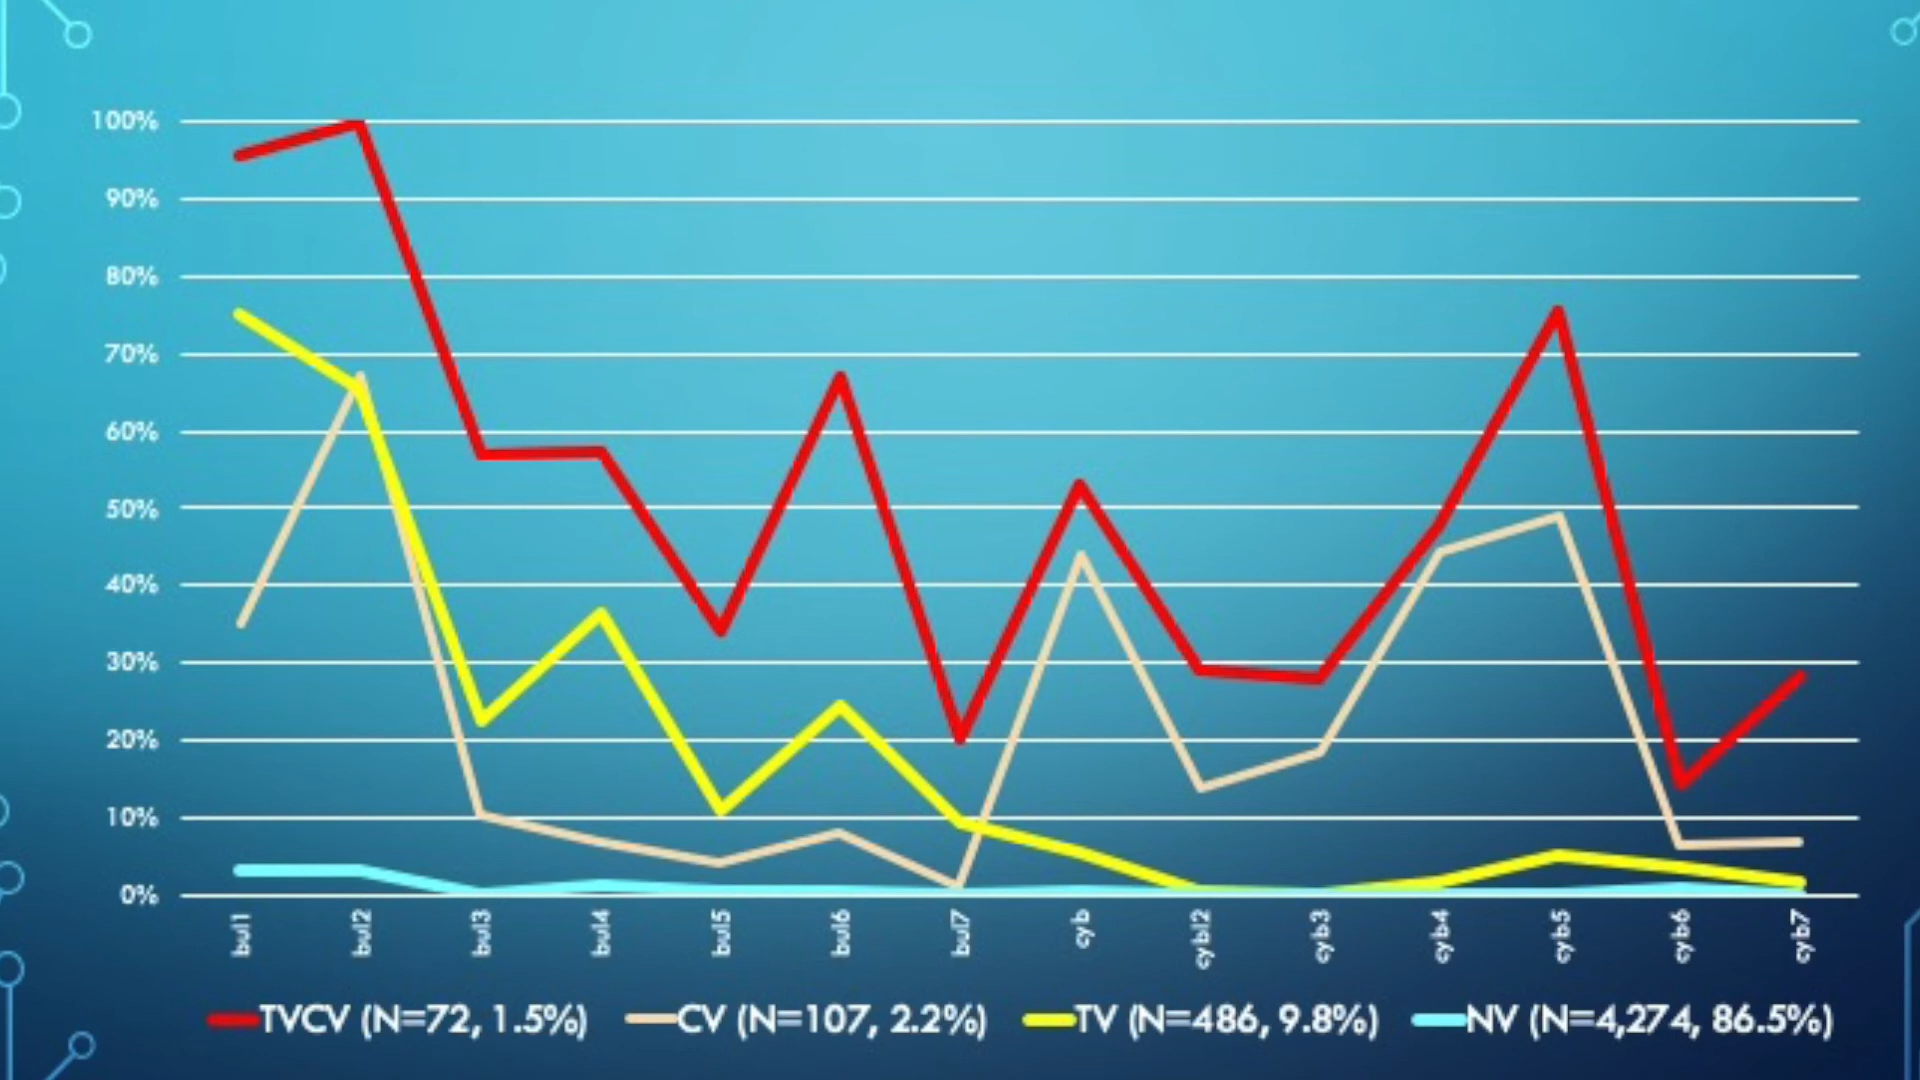 100%
90%
80%
70%
60%
50%
40%
30%
20%
10%
0%
bul1
bul2
bul3
bul4
bul5
bul6
bul7
cyb
cybl2
cyb3
cyb4
cyb5
cyb6
cyb7
TVCV (N=72, 1.5%) CV (N=107, 2.2%) TV (N=486, 9.8%) NV (N=4,274, 86.5%)